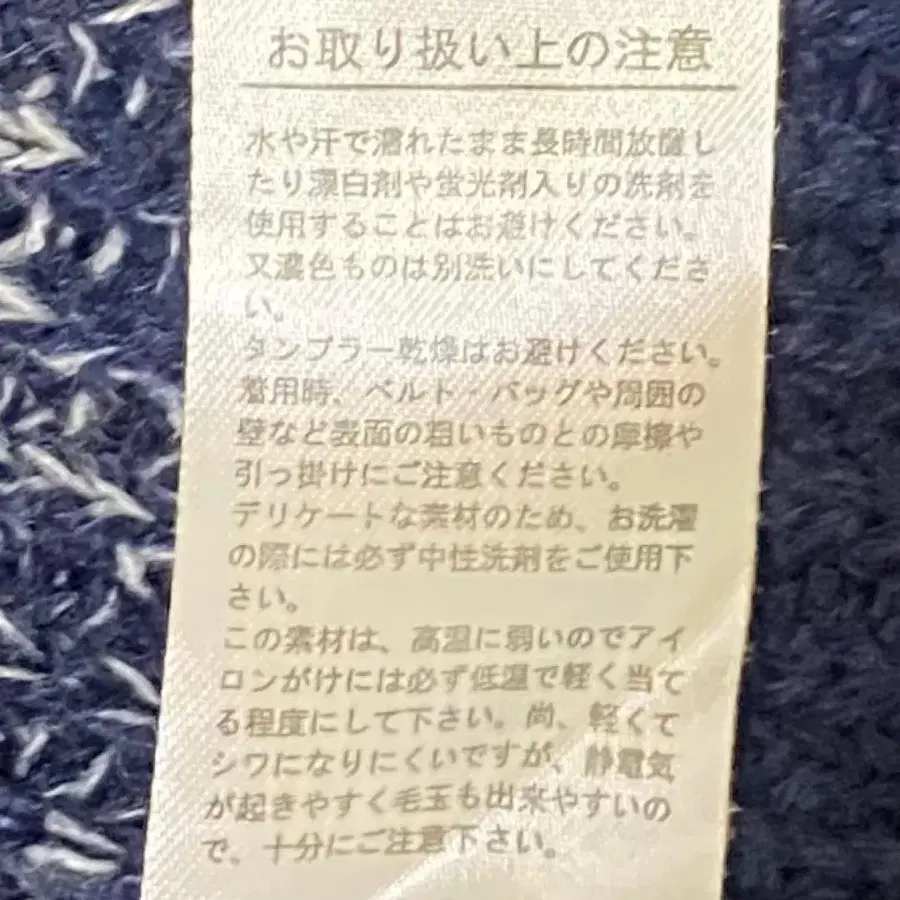 お取り扱い上の注意
水や汗で濡れたまま長時間放置し
たり漂白剤や蛍光剤入りの洗剤を
使用することはお避けください。
又濃色ものは別洗いにしてくださ
い。
タンブラー乾燥はお避けください。
着用時、ベルト・バッグや周囲の
壁など表面の粗いものとの摩擦や
引っ掛けにご注意ください。
デリケートな素材のため、お洗濯
の際には必ず中性洗剤をご使用下
さい。
この素材は、高温に弱いのでアイ
ロンがけには必ず低温で軽く当て
る程度にして下さい。尚、軽くて
シワになりにくいですが、静電気
が起きやすく毛玉も出来やすいの
で、十分にご注意下さい。